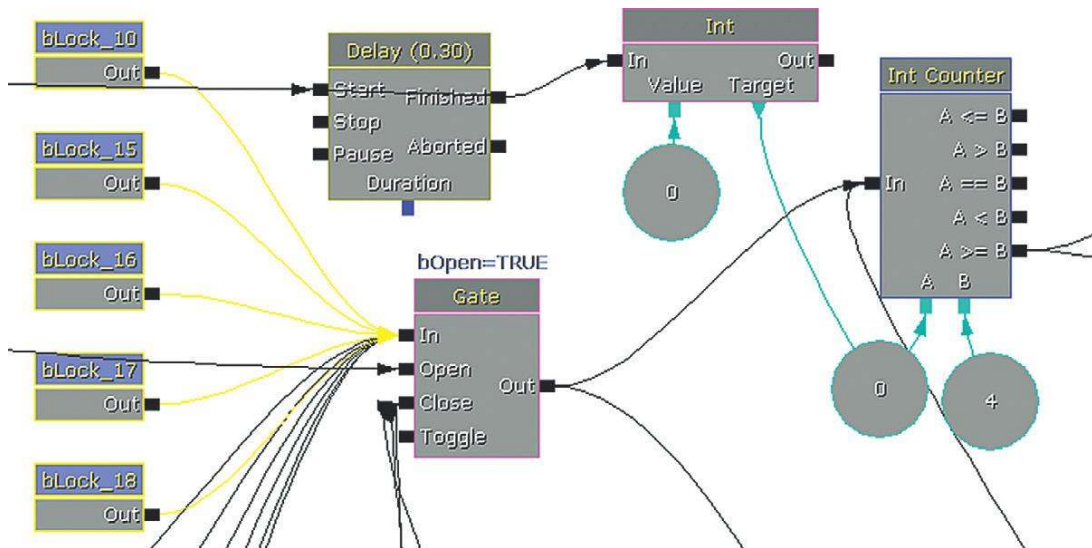 bLock_10
Out
bLock_15
Out
bLock_16
Out
bLock_17
Out
bLock_18
Out
Delay (0.30)
Start
Finished
Stop
Aborted
Pause
Duration
bOpen=TRUE
Gate
In
Open
Out
Close
Toggle
Int
In
Out
Value Target
0
Int Counter
A <= B
A > B
In
A == B
A < B
A >= B
A B
0
4